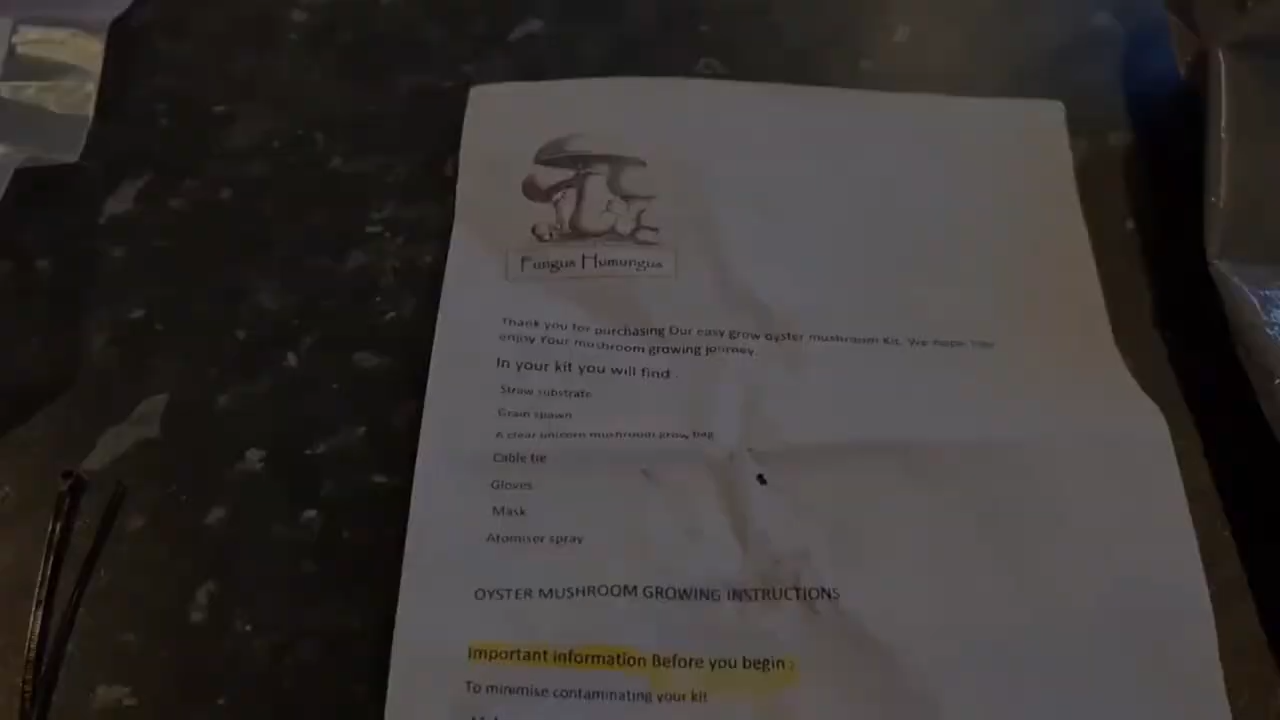 Fungus Humungus
Thank you for purchasing Our easy grow oyster mushroom Kit. We hope You
enjoy Your mushroom growing journey.
In your kit you will find
Straw substrate
Grain spawn
A clear unicorn mushroom grow bag
Cable tie
Gloves
Mask
Atomiser spray
OYSTER MUSHROOM GROWING INSTRUCTIONS
Important information Before you begin :
To minimise contaminating your kit